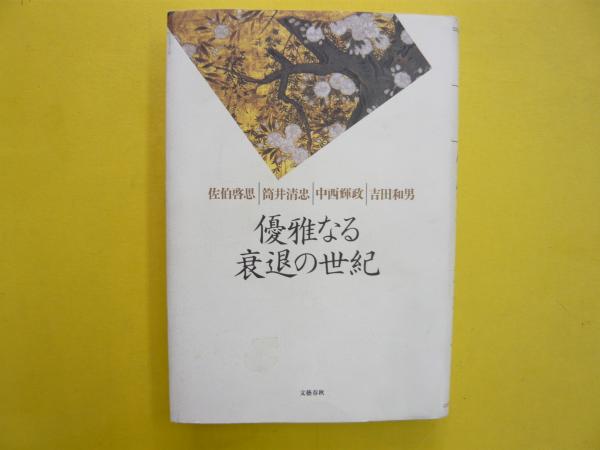 佐伯啓思|筒井清忠|中西輝政|吉田和男
優雅なる
衰退の世紀
文藝春秋